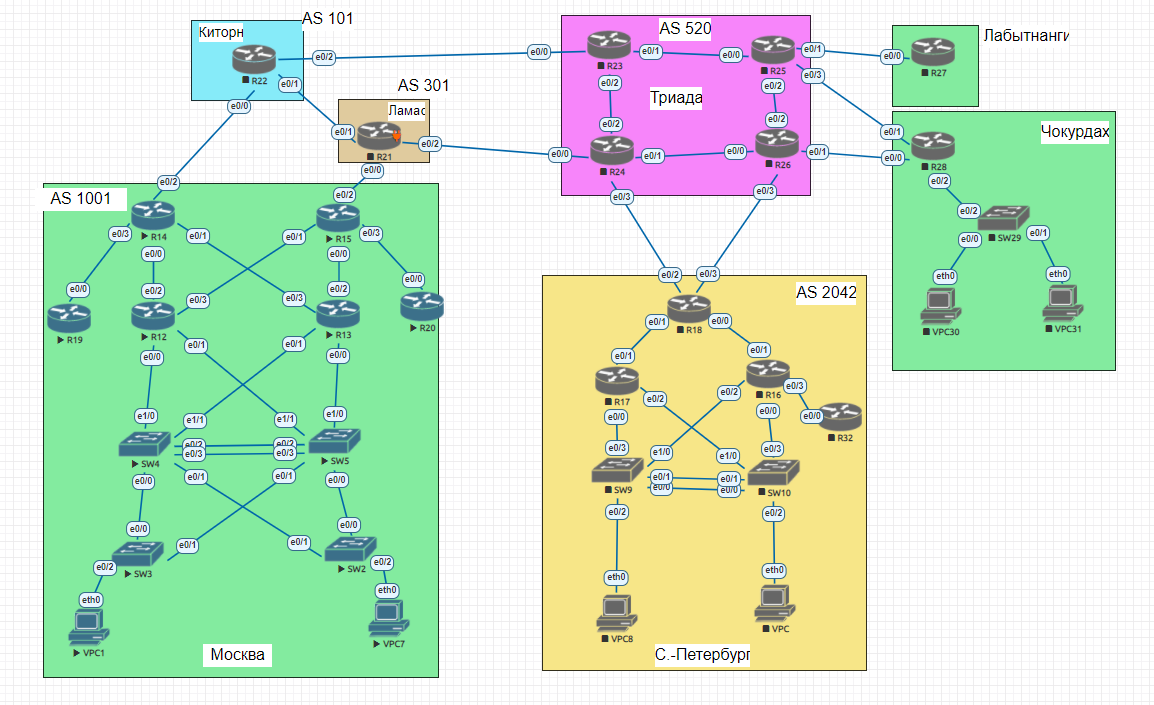 AS 101
Киторн
R22
e0/2
e0/1
e0/0
AS 301
Ламас
e0/1
R21
e0/2
e0/0
AS 520
Триада
e0/0
R23
e0/1
e0/2
e0/0
R25
e0/1
e0/3
e0/2
e0/2
e0/0
R24
e0/1
e0/3
e0/2
e0/0
R26
e0/1
e0/3
Лабытнанги
e0/0
R27
Чокурдах
e0/1
e0/0
R28
e0/2
e0/2
SW29
e0/0
e0/1
eth0
eth0
VPC30
VPC31
AS 1001
e0/2
R14
e0/3
e0/1
e0/0
e0/2
R15
e0/1
e0/3
e0/0
e0/0
R19
e0/2
e0/3
R12
e0/0
e0/1
e0/3
e0/2
R13
e0/1
e0/0
e0/0
R20
e1/0
e1/1
SW4
e0/2
e0/3
e0/0
e0/1
e1/1
e1/0
e0/2
e0/3
SW5
e0/1
e0/0
e0/0
e0/1
SW3
e0/2
e0/1
e0/0
SW2
e0/2
eth0
VPC1
eth0
VPC7
Москва
AS 2042
e0/2
e0/3
R18
e0/1
e0/0
e0/1
R17
e0/2
e0/0
e0/1
R16
e0/3
e0/2
e0/0
e0/0
R32
e0/3
e1/0
SW9
e0/1
e0/0
e0/2
e1/0
e0/3
e0/1
e0/0
SW10
e0/2
eth0
VPC8
eth0
VPC
С.-Петербург